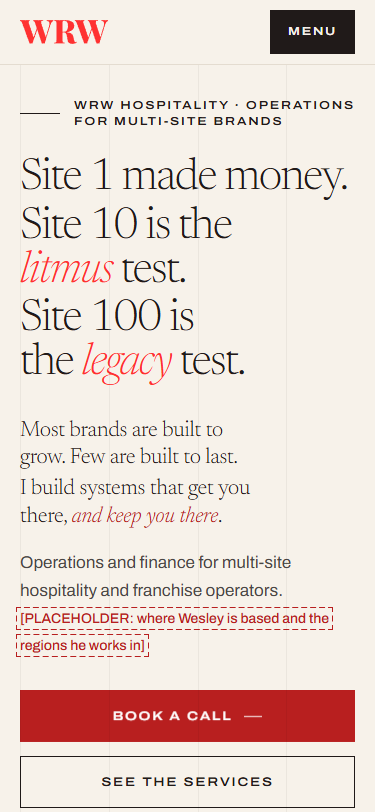 WRW
MENU
WRW HOSPITALITY · OPERATIONS
FOR MULTI-SITE BRANDS
Site 1 made money.
Site 10 is the
litmus test.
Site 100 is
the legacy test.
Most brands are built to
grow. Few are built to last.
I build systems that get you
there, and keep you there.
Operations and finance for multi-site
hospitality and franchise operators.
[PLACEHOLDER: where Wesley is based and the
regions he works in]
BOOK A CALL —
SEE THE SERVICES